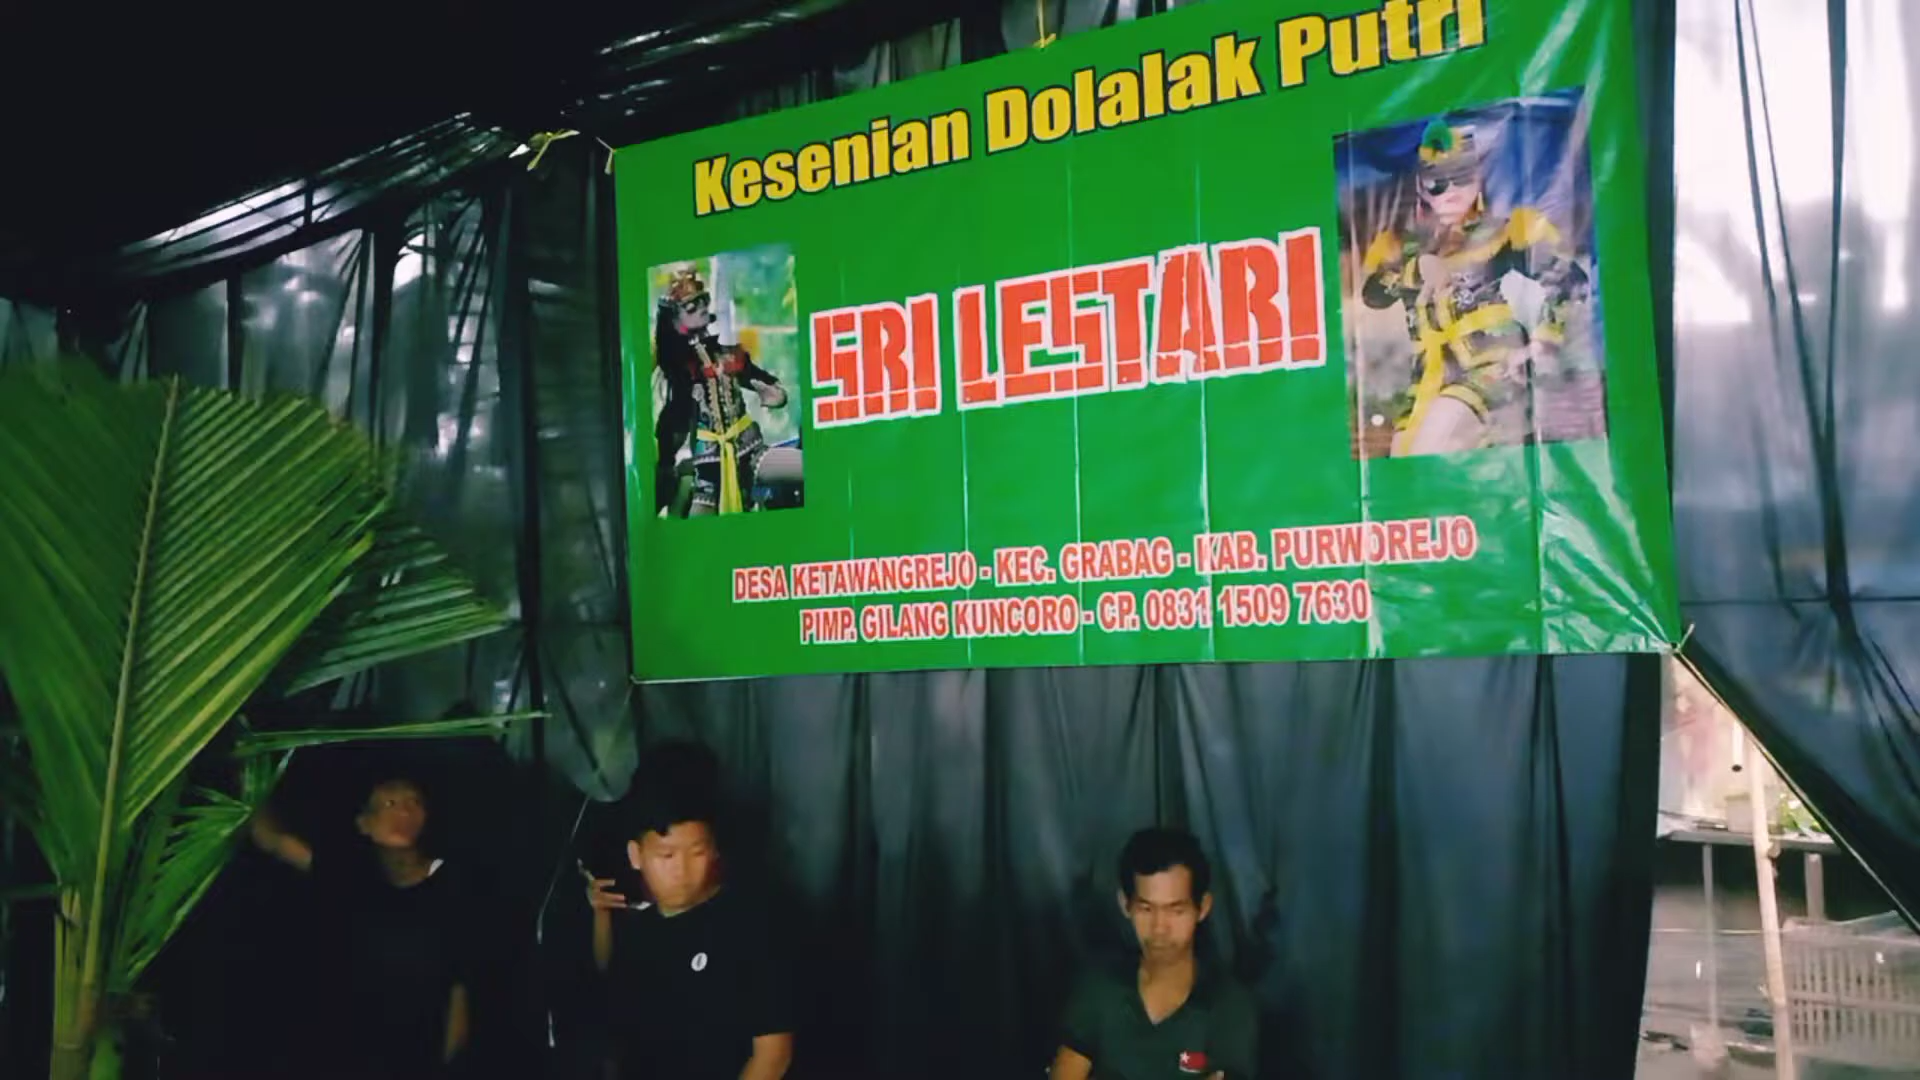 Kesenian Dolalak Putri
SRI LESTARI
DESA KETAWANGREJO - KEC. GRABAG - KAB. PURWOREJO
PIMP. GILANG KUNCORO - CP. 0831 1509 7630